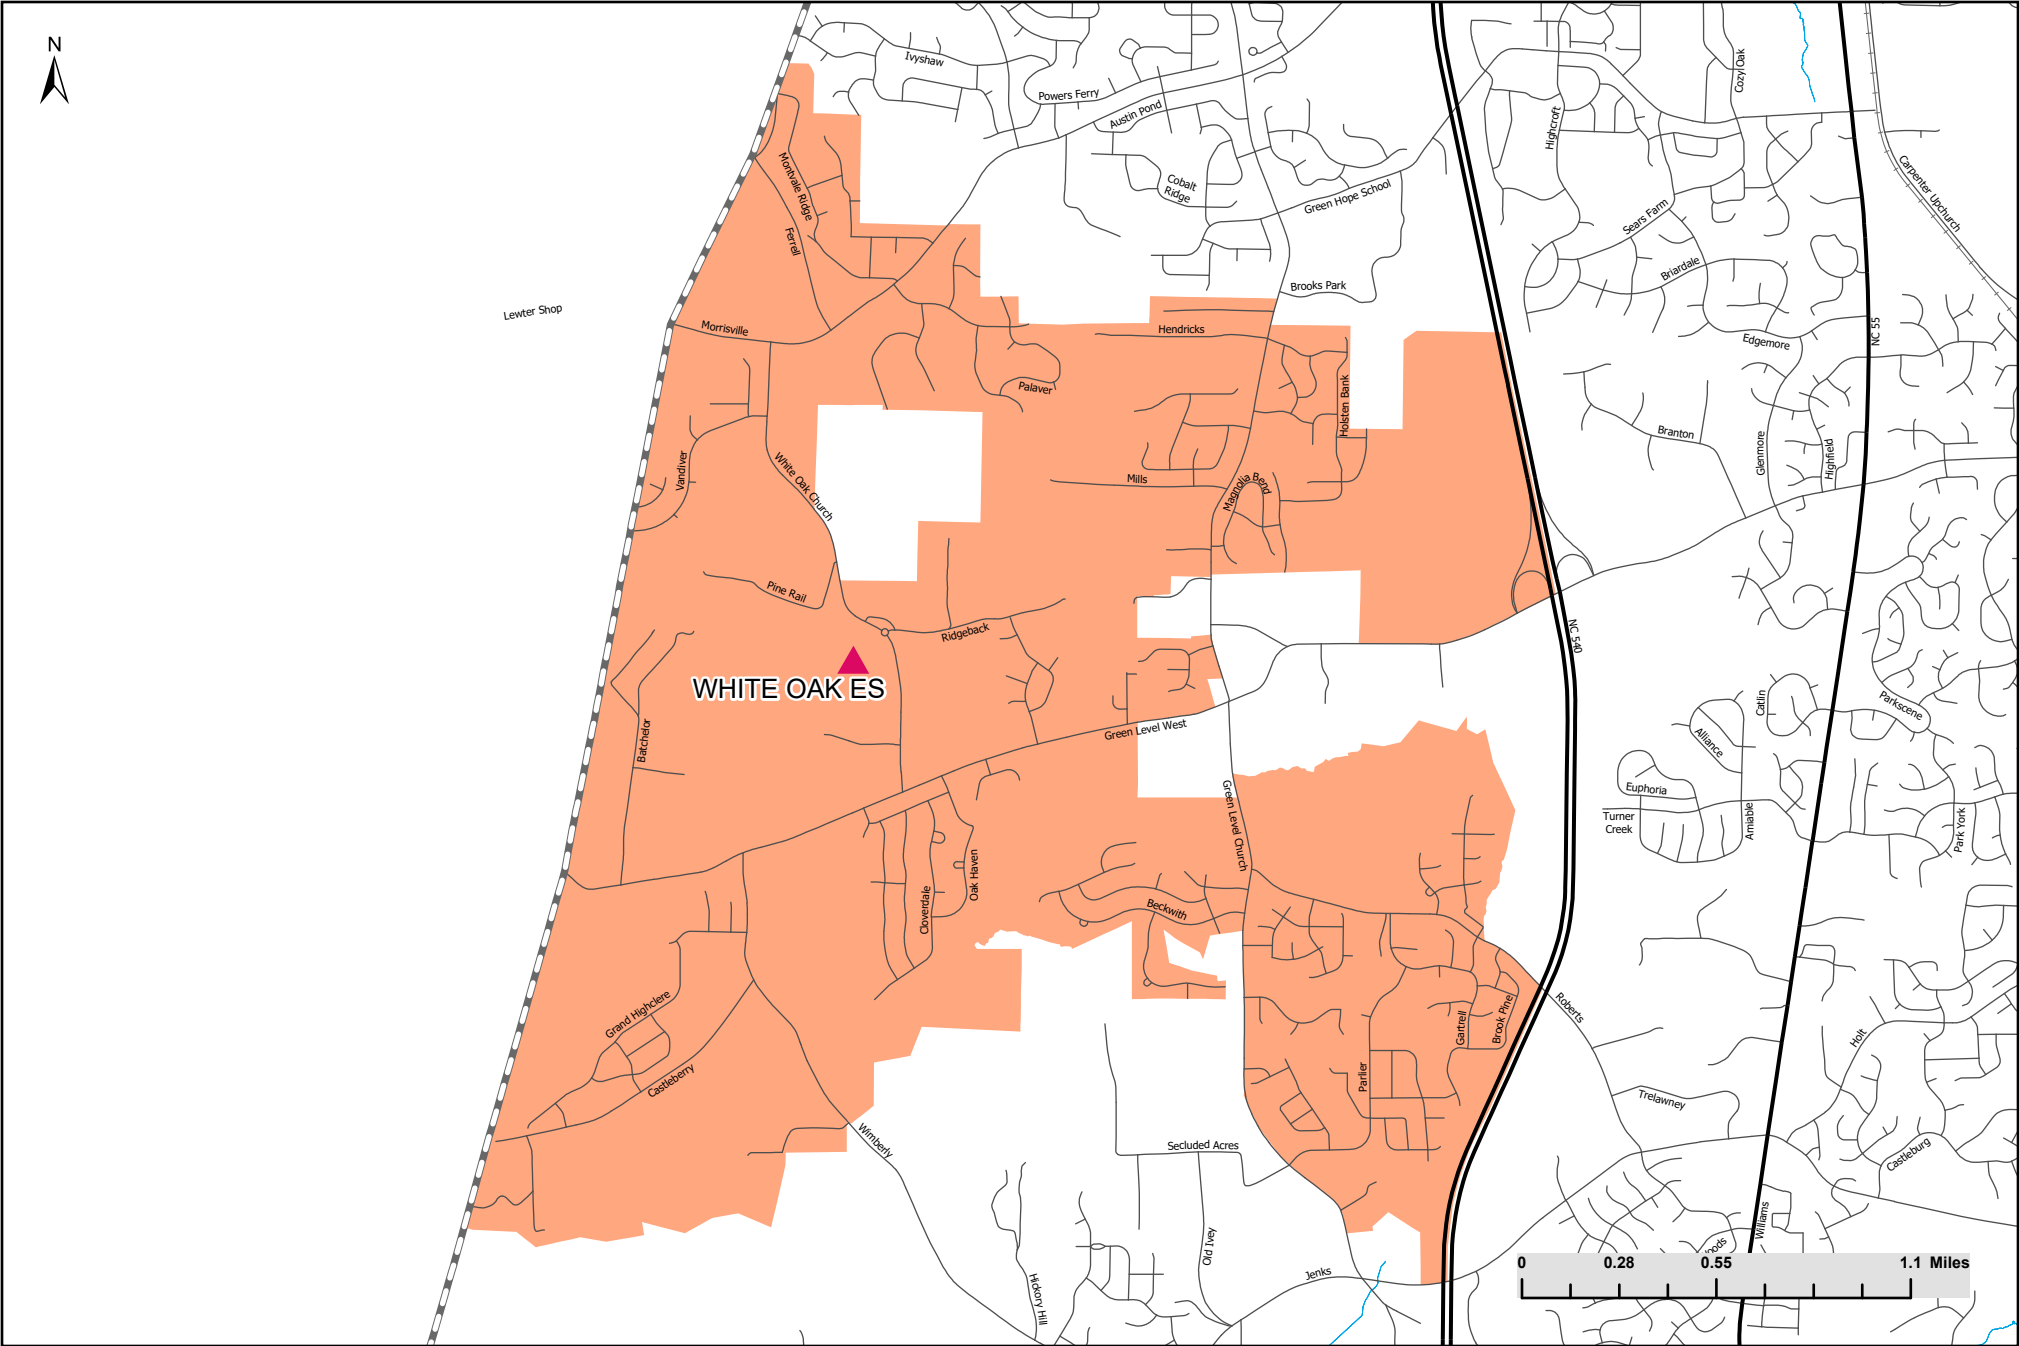 N
Ivyshaw
Powers Ferry
Austin Pond
Cozy Oak
Highcroft
Carpenter Upchurch
Montvale Ridge
Cobalt
Ridge
Green Hope School
Sears Farm
Ferrell
Briardale
Brooks Park
Lewter Shop
Morrisville
Hendricks
NC 55
Edgemore
Palaver
Holsten Bank
Branton
Glenmore
Highfield
Vandiver
White Oak Church
Mills
Magnolia Bend
Pine Rail
Ridgeback
NC 540
WHITE OAK ES
Catlin
Parkscene
Batchelor
Green Level West
Alliance
Euphoria
Turner
Creek
Amiable
Park York
Green Level Church
Oak Haven
Cloverdale
Beckwith
Grand Highclere
Castleberry
Gartrell
Brook Pine
Roberts
Holt
Parlier
Trelawney
Wimberly
Secluded Acres
Castleburg
Williams
Old Ivey
Hickory Hill
Jenks
0 0.28 0.55 1.1 Miles